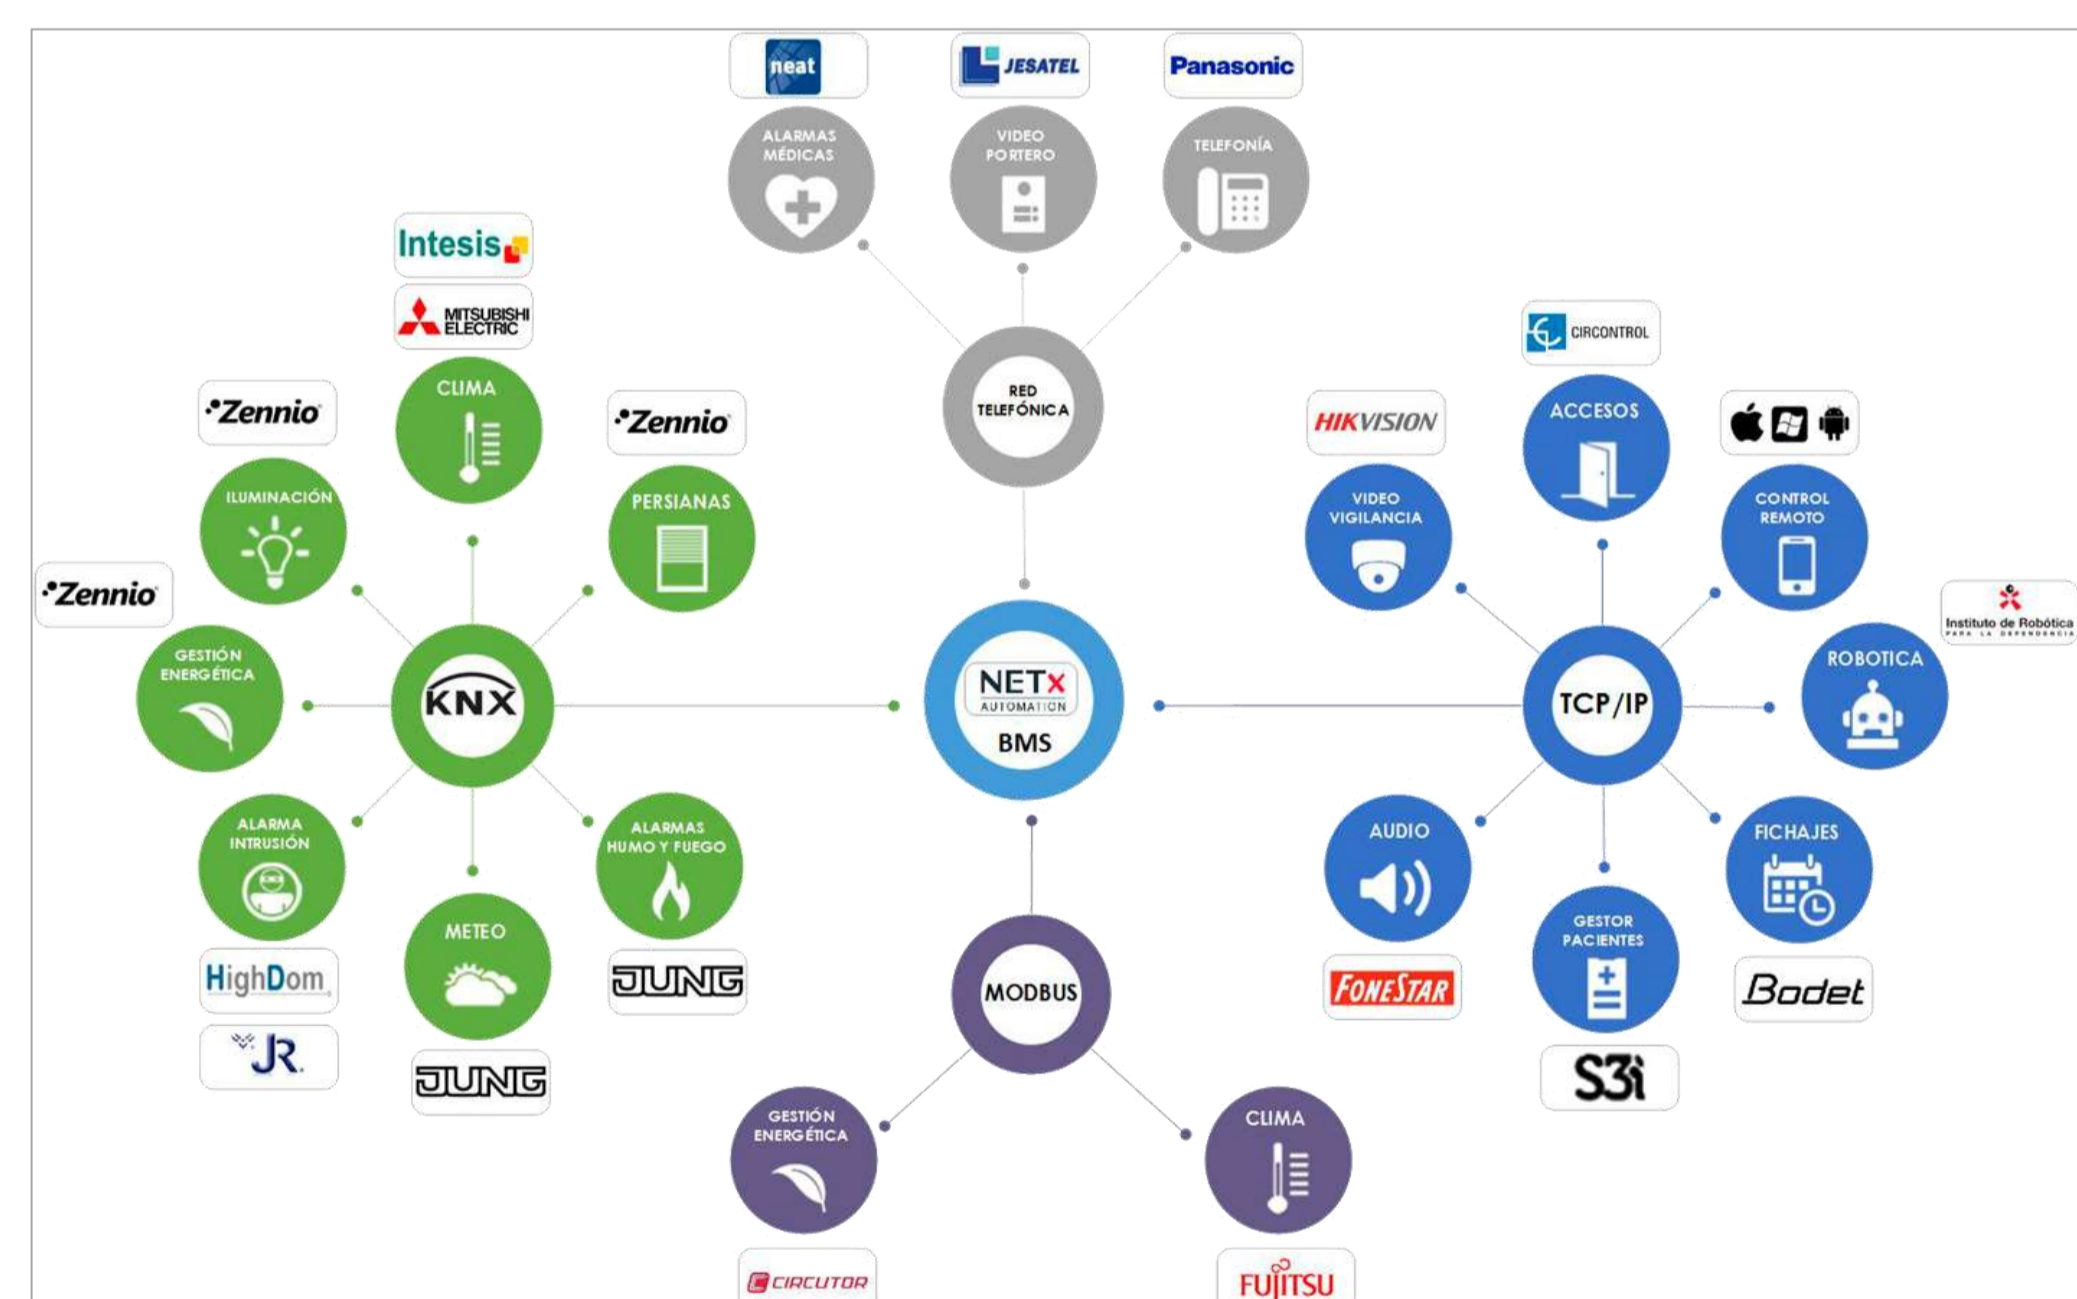 neat
JESATEL
Panasonic
ALARMAS
MÉDICAS
VIDEO
PORTERO
TELEFONÍA
Intesis
MITSUBISHI
ELECTRIC
CLIMA
Zennio
ILUMINACIÓN
Zennio
PERSIANAS
Zennio
GESTIÓN
ENERGÉTICA
KNX
ALARMA
INTRUSIÓN
HighDom
JR
METEO
JUNG
ALARMAS
HUMO Y FUEGO
JUNG
RED
TELEFÓNICA
NETx
AUTOMATION
BMS
MODBUS
GESTIÓN
ENERGÉTICA
CIRCUTOR
CLIMA
FUJITSU
CIRCONTROL
ACCESOS
HIKVISION
VIDEO
VIGILANCIA
CONTROL
REMOTO
Instituto de Robótica
PARA LA DEPENDENCIA
ROBOTICA
TCP/IP
AUDIO
FONESTAR
GESTOR
PACIENTES
S3i
FICHAJES
Bodet